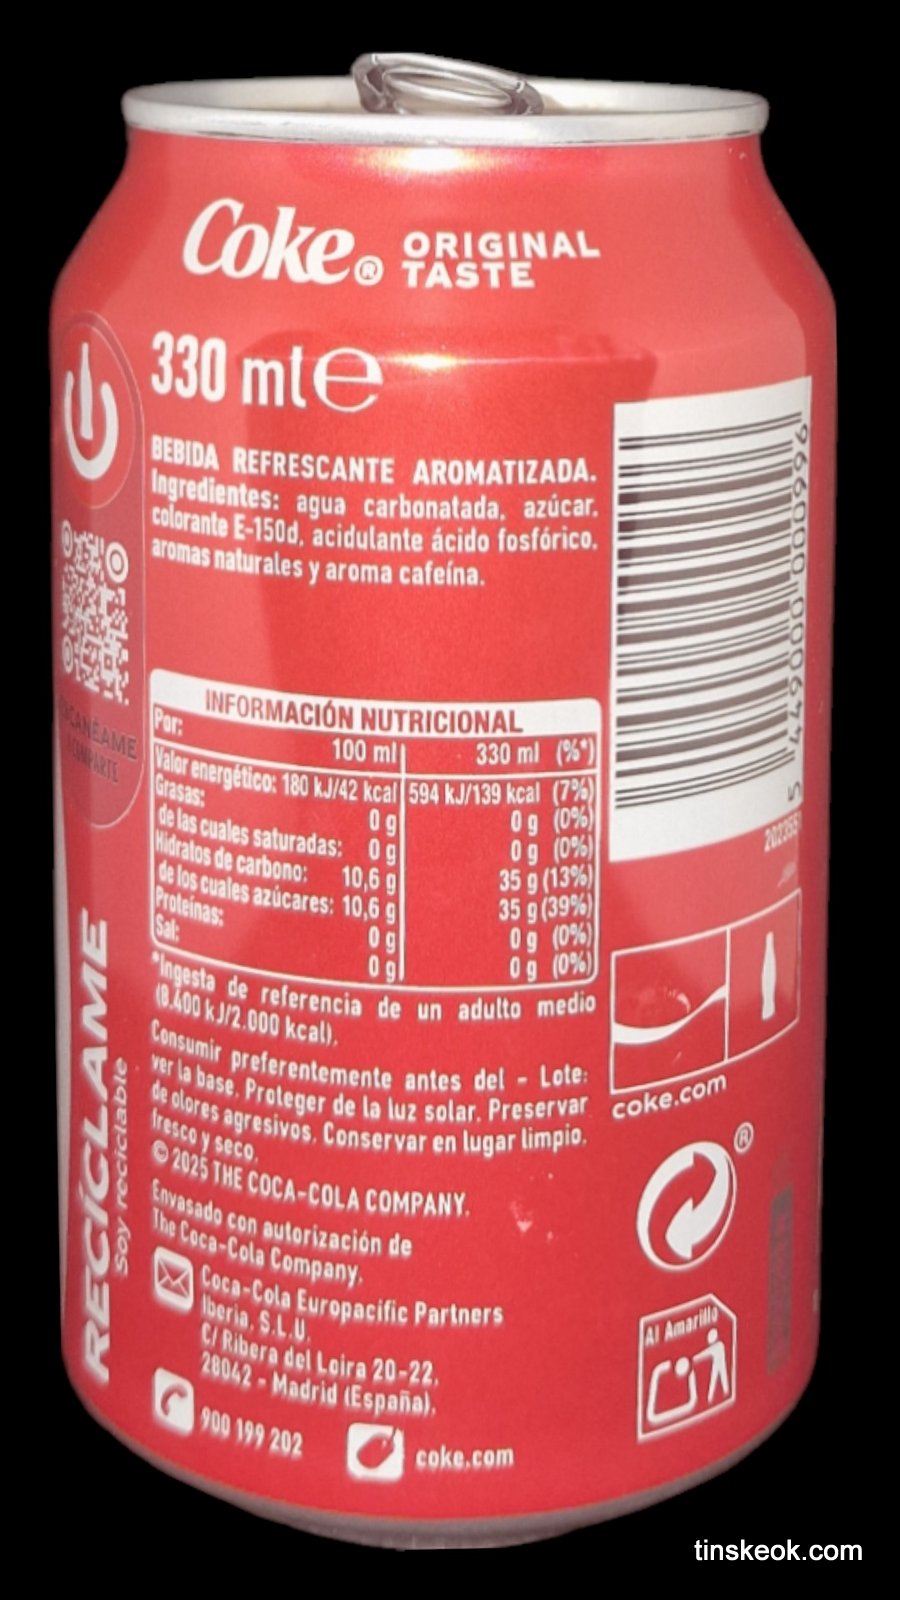 Coke® ORIGINAL
TASTE
330 ml e
BEBIDA REFRESCANTE AROMATIZADA.
Ingredientes: agua carbonatada, azúcar,
colorante E-150d, acidulante ácido fosfórico,
aromas naturales y aroma cafeína.
INFORMACIÓN NUTRICIONAL
Por: 100 ml 330 ml (%*)
Valor energético: 180 kJ/42 kcal 594 kJ/139 kcal (7%)
Grasas: 0 g 0 g (0%)
de las cuales saturadas: 0 g 0 g (0%)
Hidratos de carbono: 10,6 g 35 g (13%)
de los cuales azúcares: 10,6 g 35 g (39%)
Proteínas: 0 g 0 g (0%)
Sal: 0 g 0 g (0%)
*Ingesta de referencia de un adulto medio
(8.400 kJ/2.000 kcal).
Consumir preferentemente antes del - Lote:
ver la base. Proteger de la luz solar. Preservar
de olores agresivos. Conservar en lugar limpio,
fresco y seco.
© 2025 THE COCA-COLA COMPANY.
Envasado con autorización de
The Coca-Cola Company,
Coca-Cola Europacific Partners
Iberia, S.L.U.
C/ Ribera del Loira 20-22,
28042 - Madrid (España).
900 199 202
coke.com
RECÍCLAME
Soy reciclable
5 449000 000996
coke.com
®
Al Amarillo
tinskeok.com